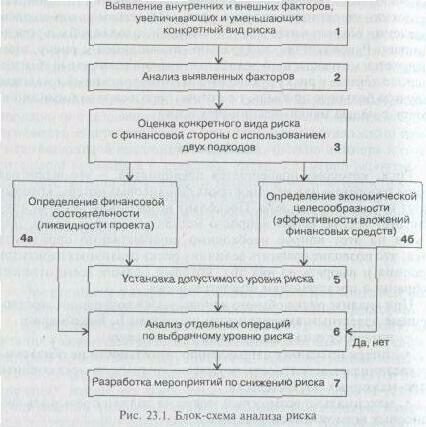 Выявление внутренних и внешних факторов,
увеличивающих и уменьшающих
конкретный вид риска
1
Анализ выявленных факторов
2
Оценка конкретного вида риска
с финансовой стороны с использованием
двух подходов
3
Определение финансовой
состоятельности
(ликвидности проекта)
4а
Определение экономической
целесообразности
(эффективности вложений
финансовых средств)
4б
Установка допустимого уровня риска
5
Анализ отдельных операций
по выбранному уровню риска
6
Да, нет
Разработка мероприятий по снижению риска
7
Рис. 23.1. Блок-схема анализа риска